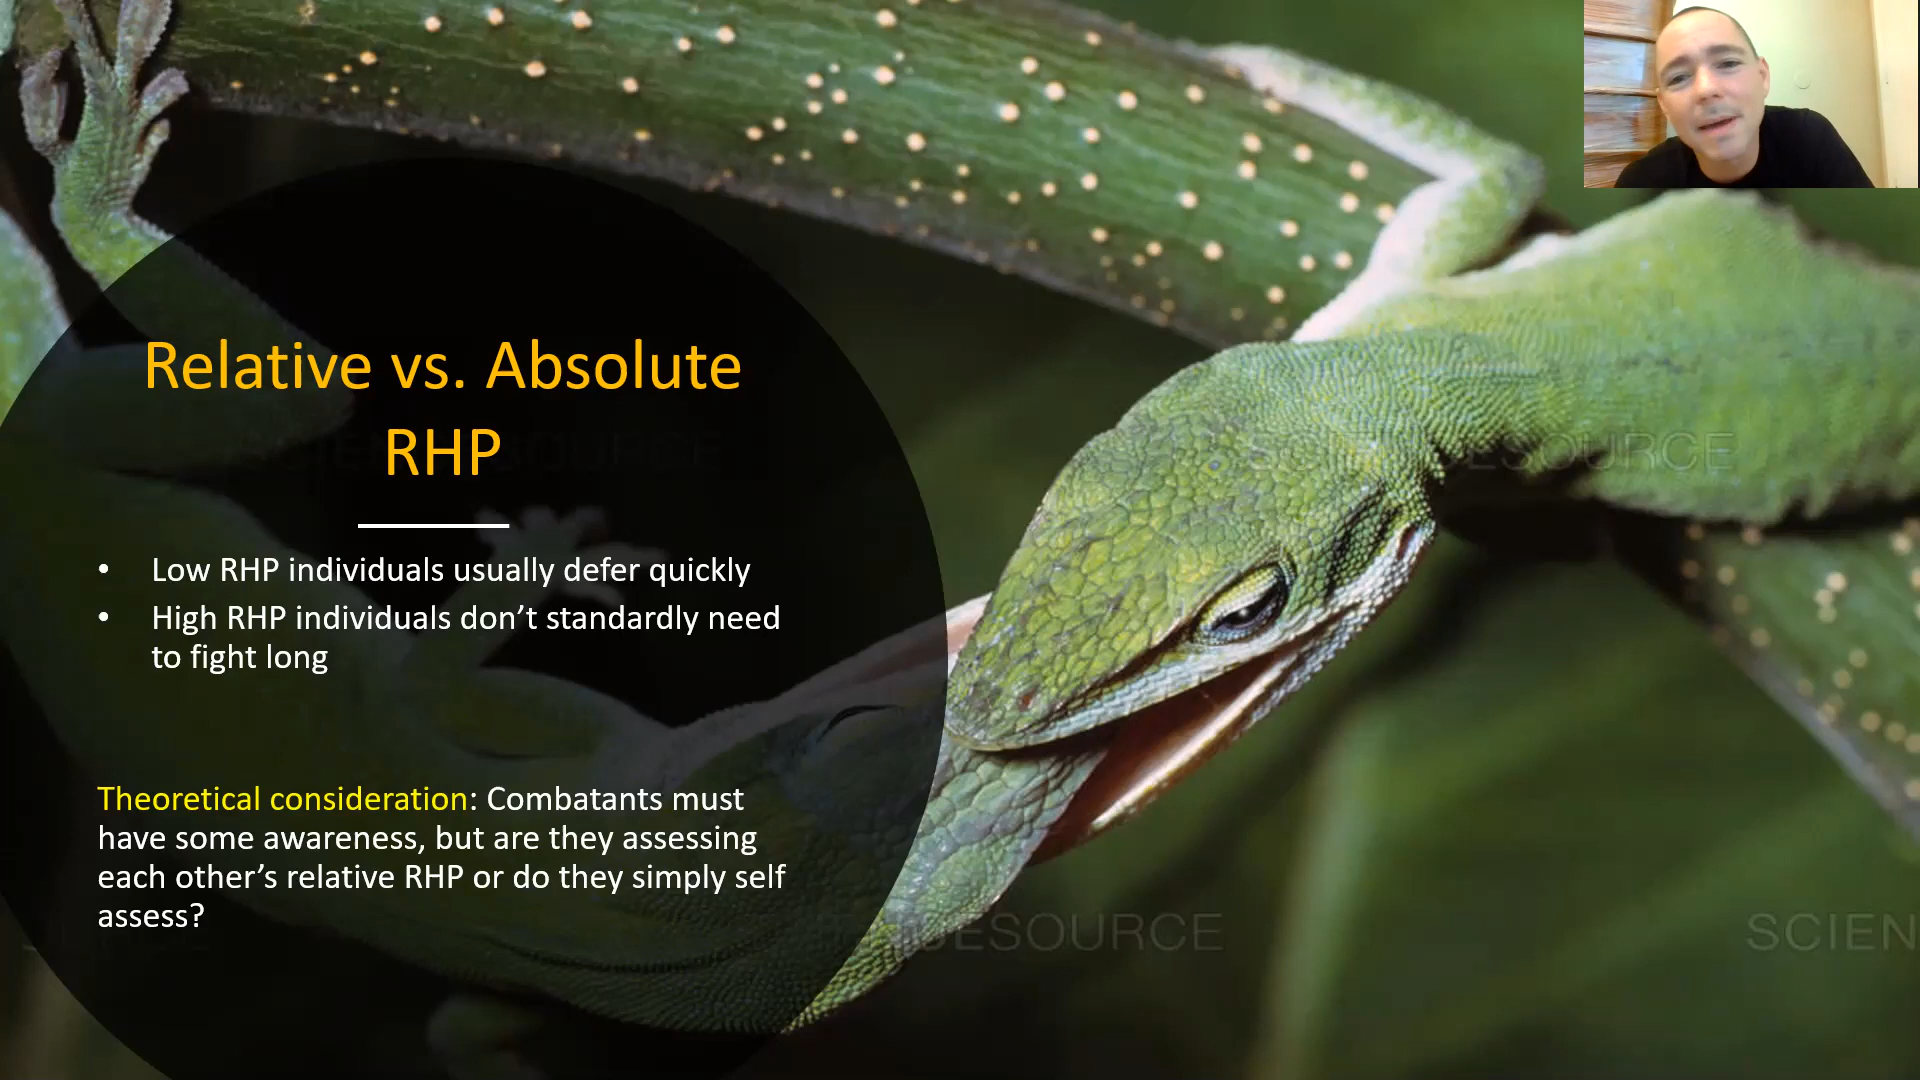 Relative vs. Absolute
RHP
• Low RHP individuals usually defer quickly
• High RHP individuals don’t standardly need
to fight long
Theoretical consideration: Combatants must
have some awareness, but are they assessing
each other’s relative RHP or do they simply self
assess?
SCIEN